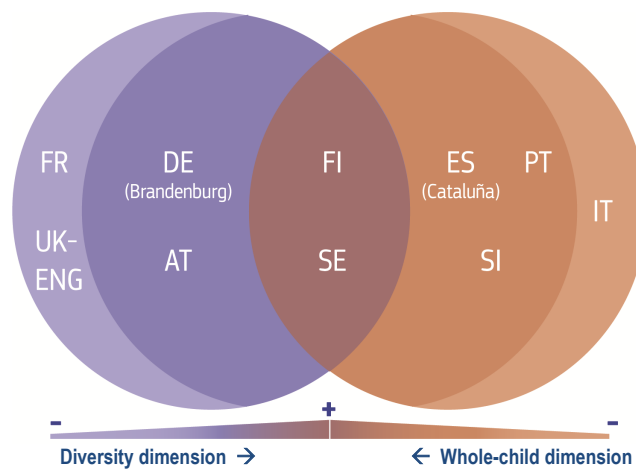 FR
DE
(Brandenburg)
FI
ES
(Cataluña)
PT
IT
UK-
ENG
AT
SE
SI
- + -
Diversity dimension →
← Whole-child dimension